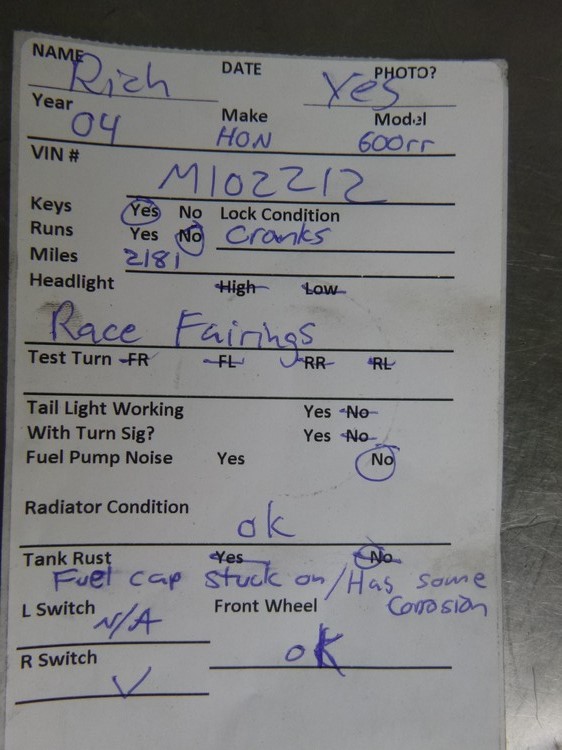 NAME Rich DATE Yes PHOTO?
Year 04 Make HON Model 600rr
VIN # M102212
Keys Yes No Lock Condition
Runs Yes No Cranks
Miles 2181
Headlight High Low
Race Fairings
Test Turn FR FL RR RL
Tail Light Working Yes No
With Turn Sig? Yes No
Fuel Pump Noise Yes No
Radiator Condition ok
Tank Rust Yes No
Fuel cap stuck on/Has some
Corrosion
L Switch N/A Front Wheel ok
R Switch ✓